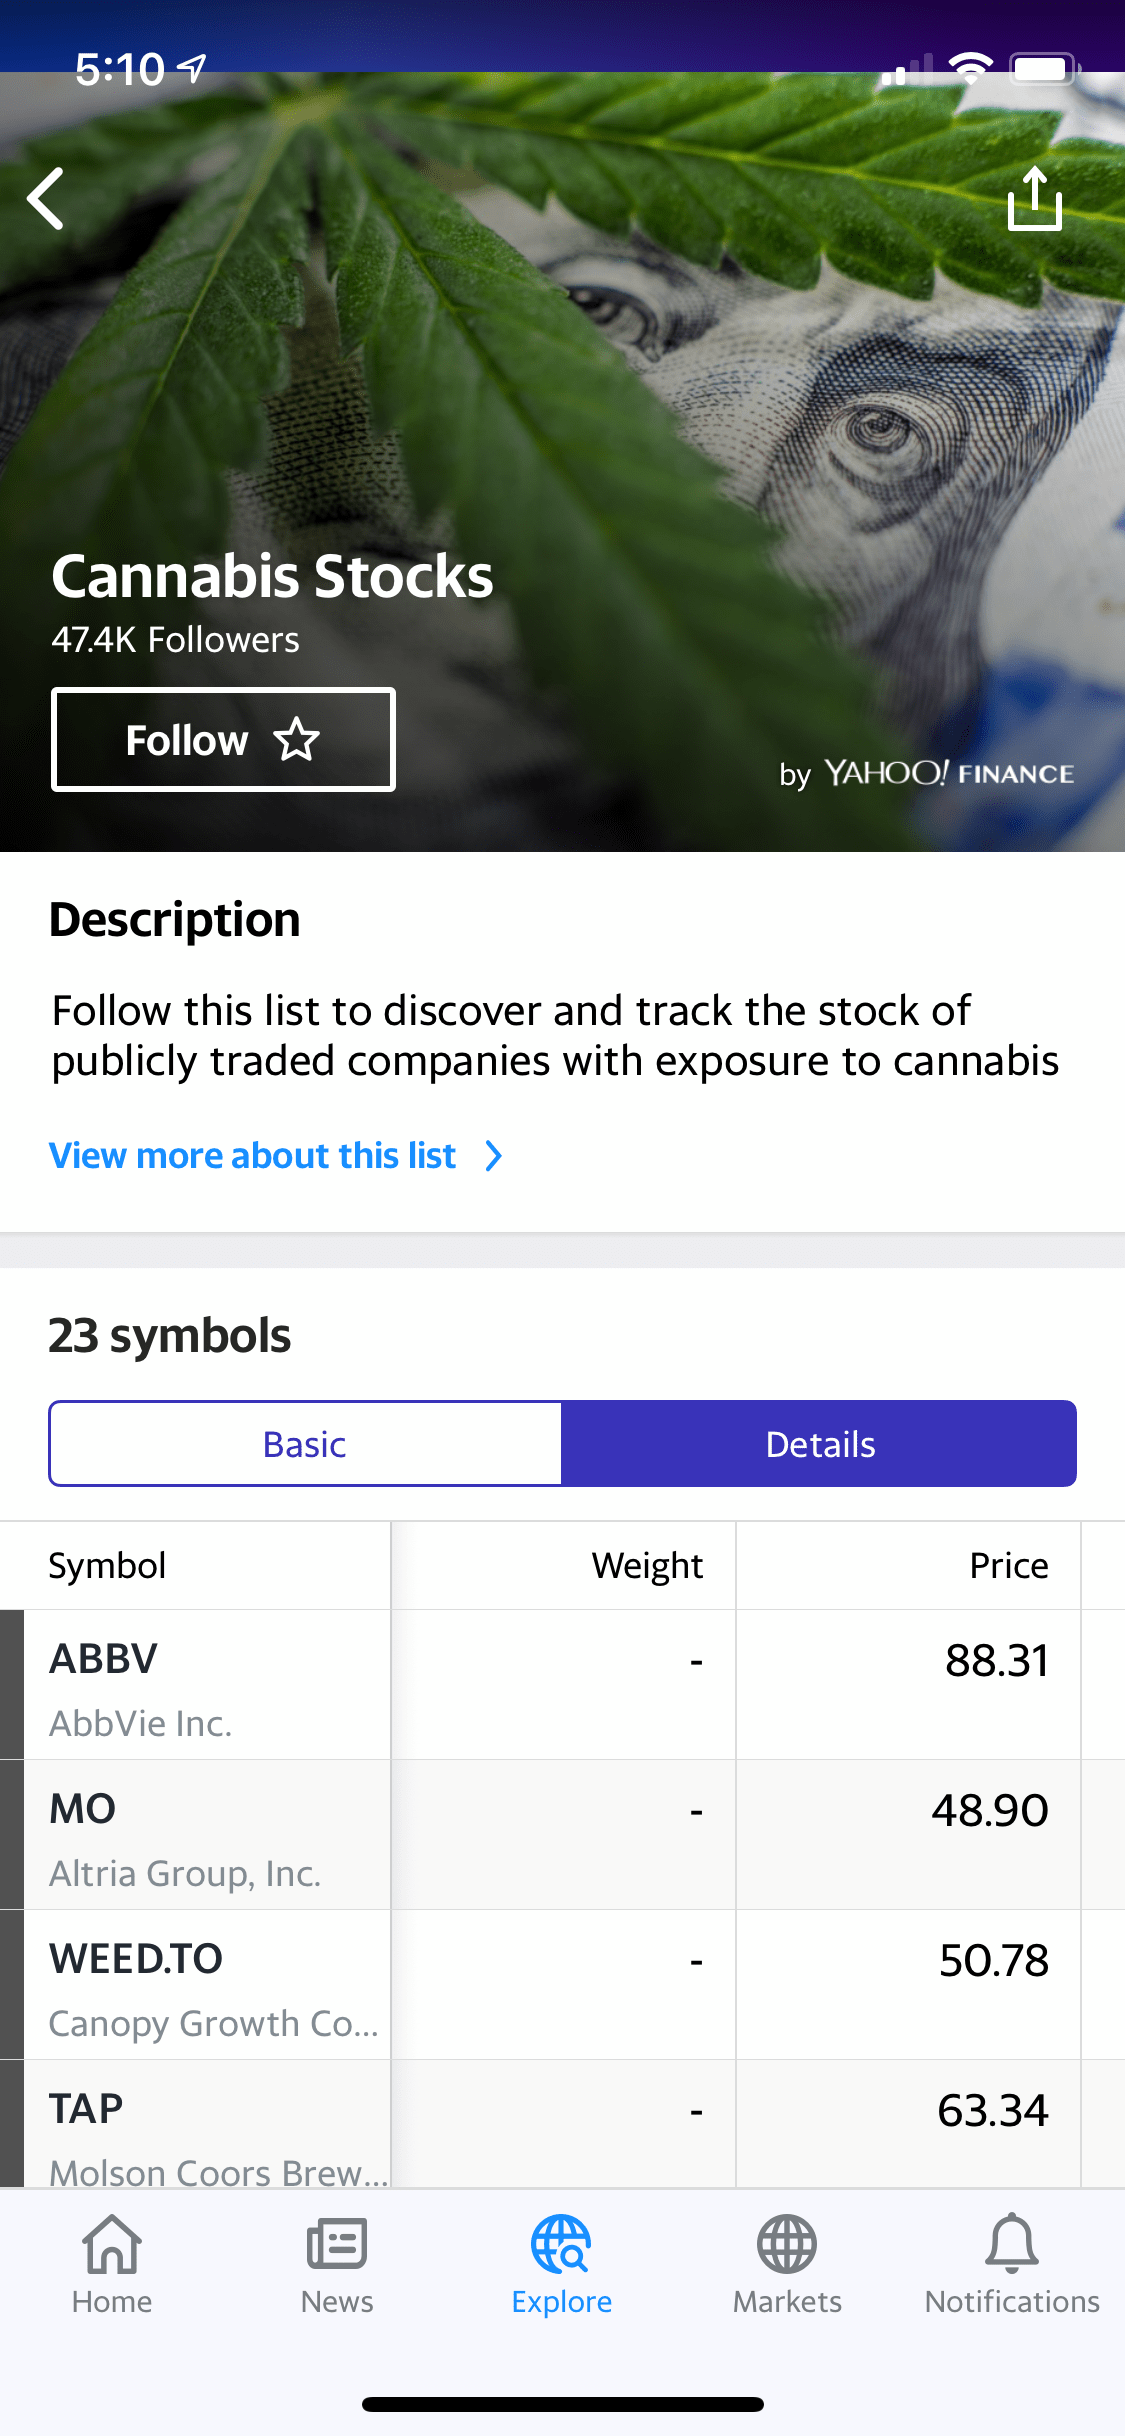 5:10
Cannabis Stocks
47.4K Followers
Follow
by YAHOO! FINANCE
Description
Follow this list to discover and track the stock of
publicly traded companies with exposure to cannabis
View more about this list
23 symbols
Basic Details
Symbol Weight Price
ABBV - 88.31
AbbVie Inc.
MO - 48.90
Altria Group, Inc.
WEED.TO - 50.78
Canopy Growth Co...
TAP - 63.34
Molson Coors Brew...
Home News Explore Markets Notifications